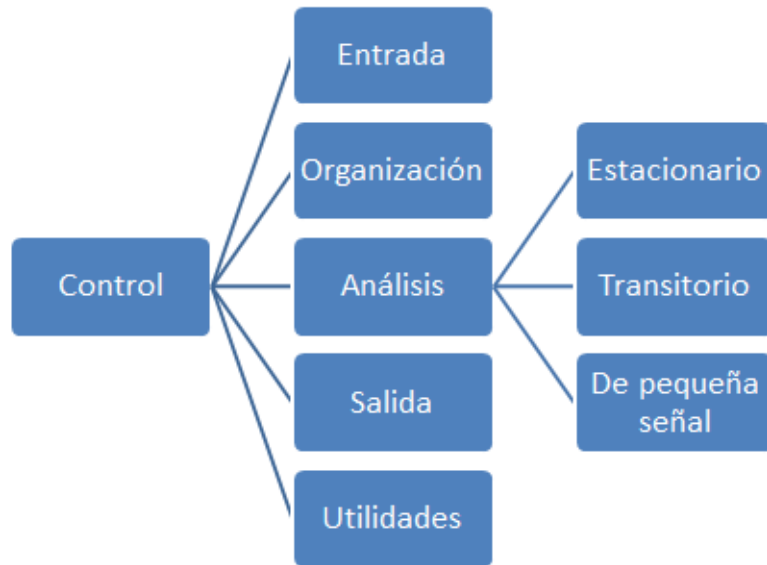 Entrada
Organización
Estacionario
Control
Análisis
Transitorio
Salida
De pequeña
señal
Utilidades